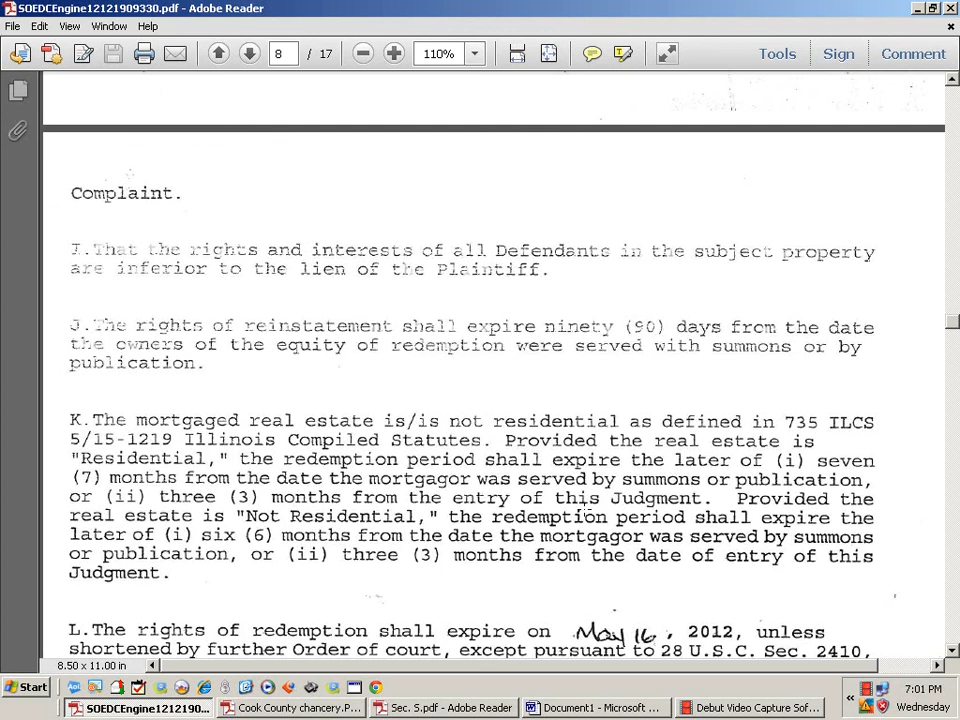 SOEDCEngine12121909330.pdf - Adobe Reader
File Edit View Window Help
8 / 17 110% Tools Sign Comment
Complaint.
I.That the rights and interests of all Defendants in the subject property
are inferior to the lien of the Plaintiff.
J.The rights of reinstatement shall expire ninety (90) days from the date
the owners of the equity of redemption were served with summons or by
publication.
K.The mortgaged real estate is/is not residential as defined in 735 ILCS
5/15-1219 Illinois Compiled Statutes. Provided the real estate is
"Residential," the redemption period shall expire the later of (i) seven
(7) months from the date the mortgagor was served by summons or publication,
or (ii) three (3) months from the entry of this Judgment. Provided the
real estate is "Not Residential," the redemption period shall expire the
later of (i) six (6) months from the date the mortgagor was served by summons
or publication, or (ii) three (3) months from the date of entry of this
Judgment.
L.The rights of redemption shall expire on May 16, 2012, unless
shortened by further Order of court, except pursuant to 28 U.S.C. Sec. 2410,
8.50 x 11.00 in
Start 7:01 PM
SOEDCEngine1212190... Cook County chancery.P... Sec. S.pdf - Adobe Reader Document1 - Microsoft ... Debut Video Capture Sof... Wednesday